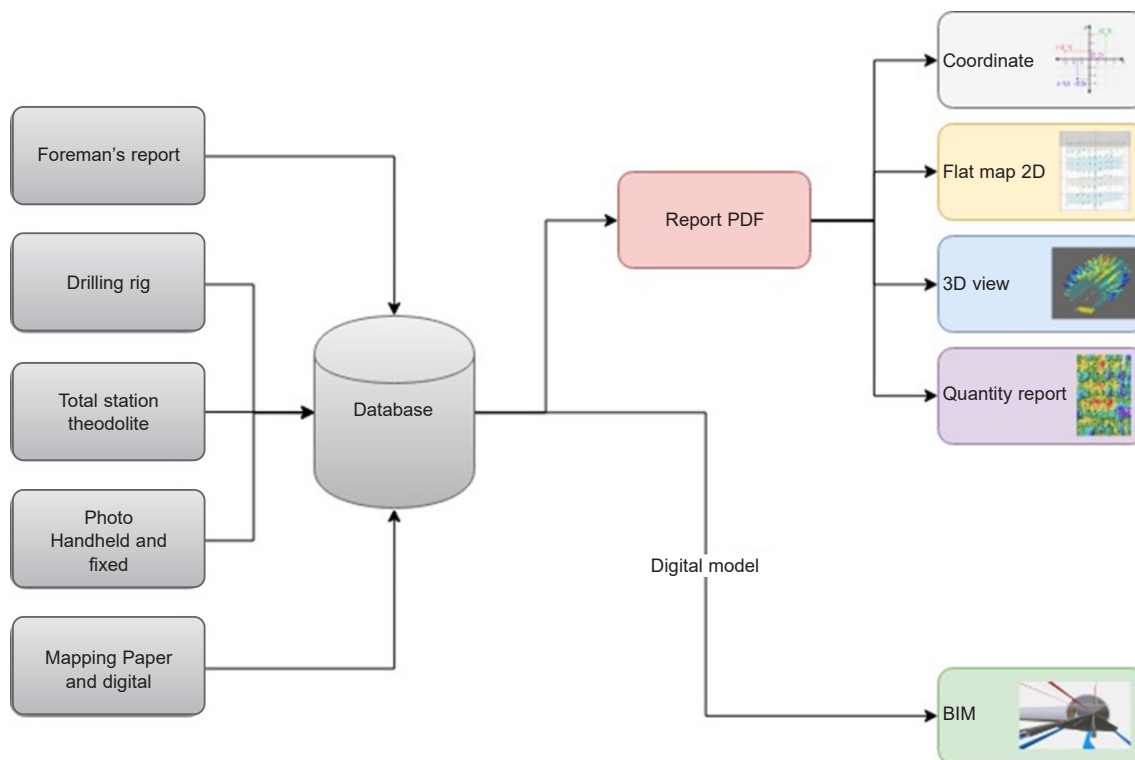 Foreman’s report
Drilling rig
Total station
theodolite
Photo
Handheld and
fixed
Mapping Paper
and digital
Database
Report PDF
Digital model
Coordinate
Flat map 2D
3D view
Quantity report
BIM